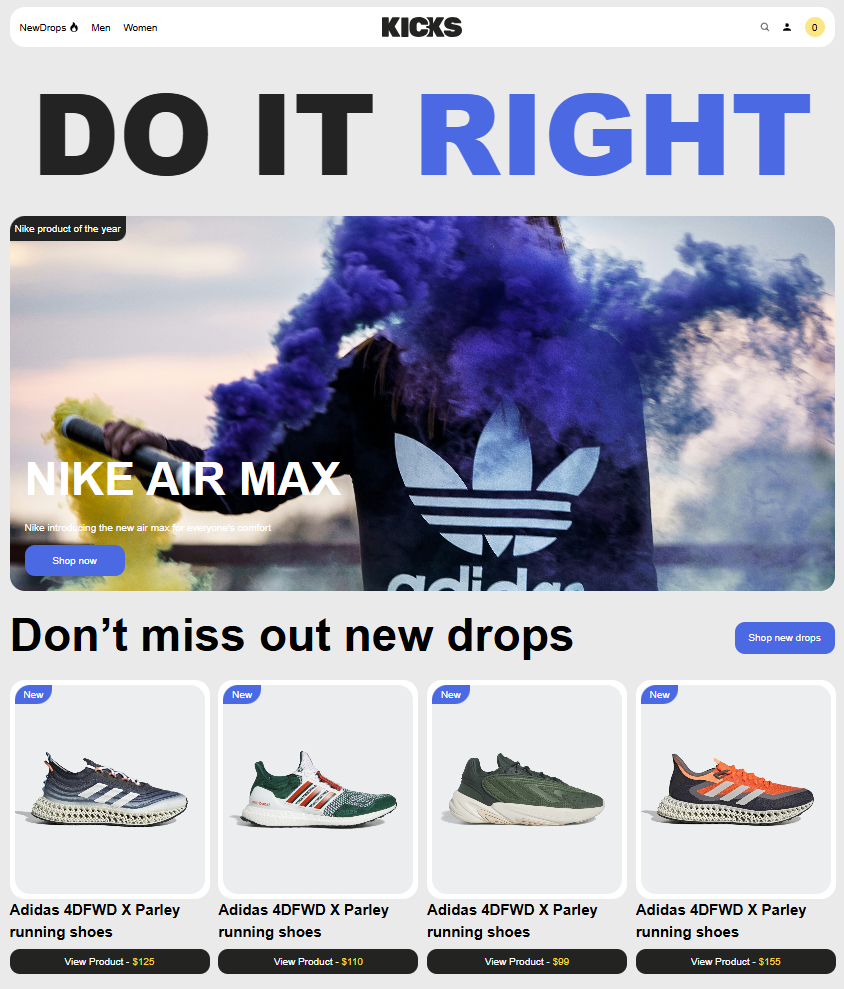 NewDrops Men Women KICKS 0
DO IT RIGHT
Nike product of the year
NIKE AIR MAX
Nike introducing the new air max for everyone's comfort
Shop now
adidas
Don’t miss out new drops
Shop new drops
New
New
New
New
Adidas 4DFWD X Parley
running shoes
Adidas 4DFWD X Parley
running shoes
Adidas 4DFWD X Parley
running shoes
Adidas 4DFWD X Parley
running shoes
View Product - $125
View Product - $110
View Product - $99
View Product - $155